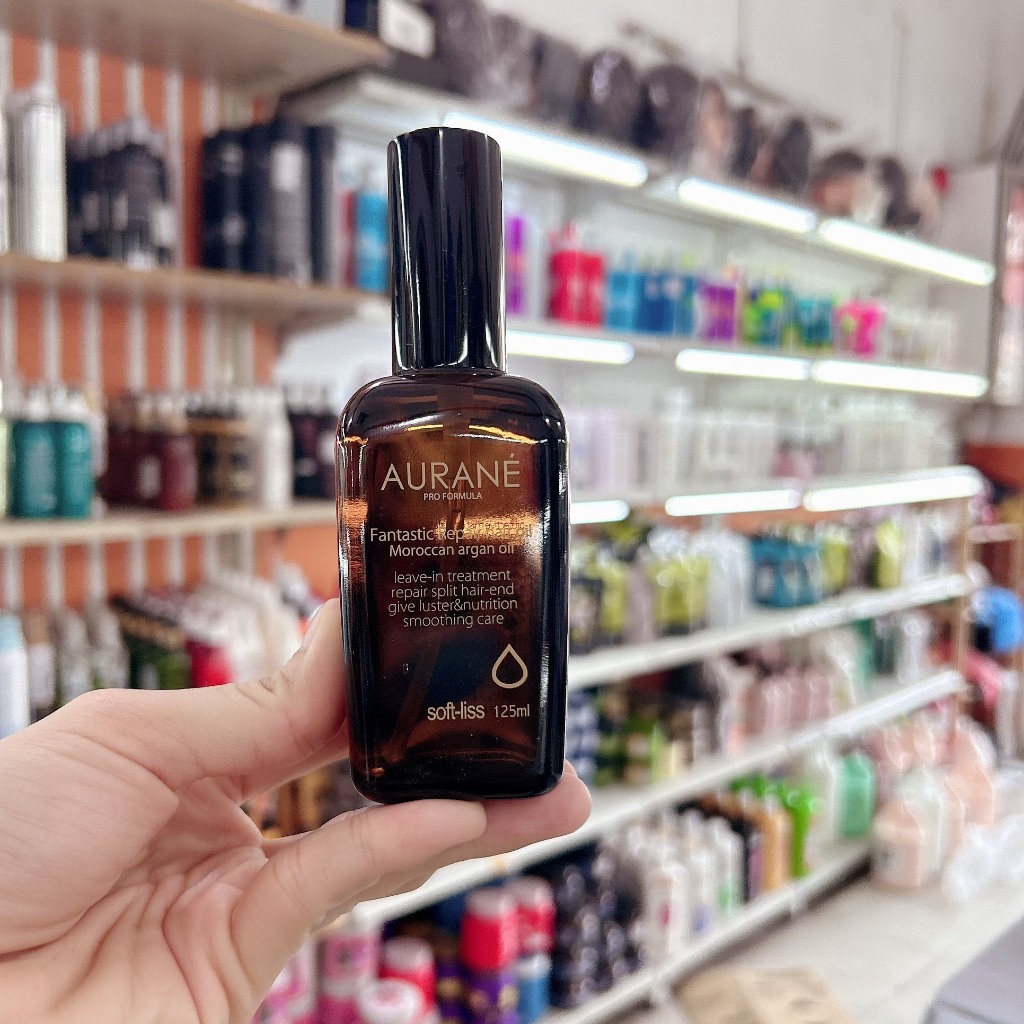 AURANÉ
PRO FORMULA
Fantastic Repair
Moroccan argan oil
leave-in treatment
repair split hair-end
give luster&nutrition
smoothing care
soft-liss 125ml